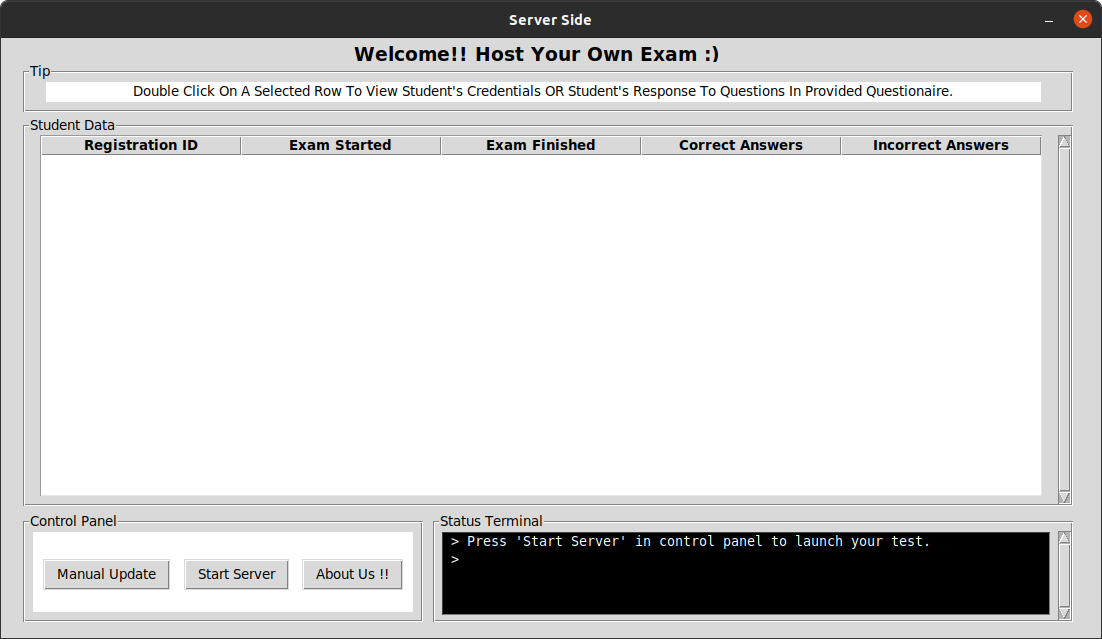 Server Side
Welcome!! Host Your Own Exam :)
Tip
Double Click On A Selected Row To View Student's Credentials OR Student's Response To Questions In Provided Questionaire.
Student Data
Registration ID Exam Started Exam Finished Correct Answers Incorrect Answers
Control Panel
Manual Update Start Server About Us !!
Status Terminal
> Press 'Start Server' in control panel to launch your test.
>